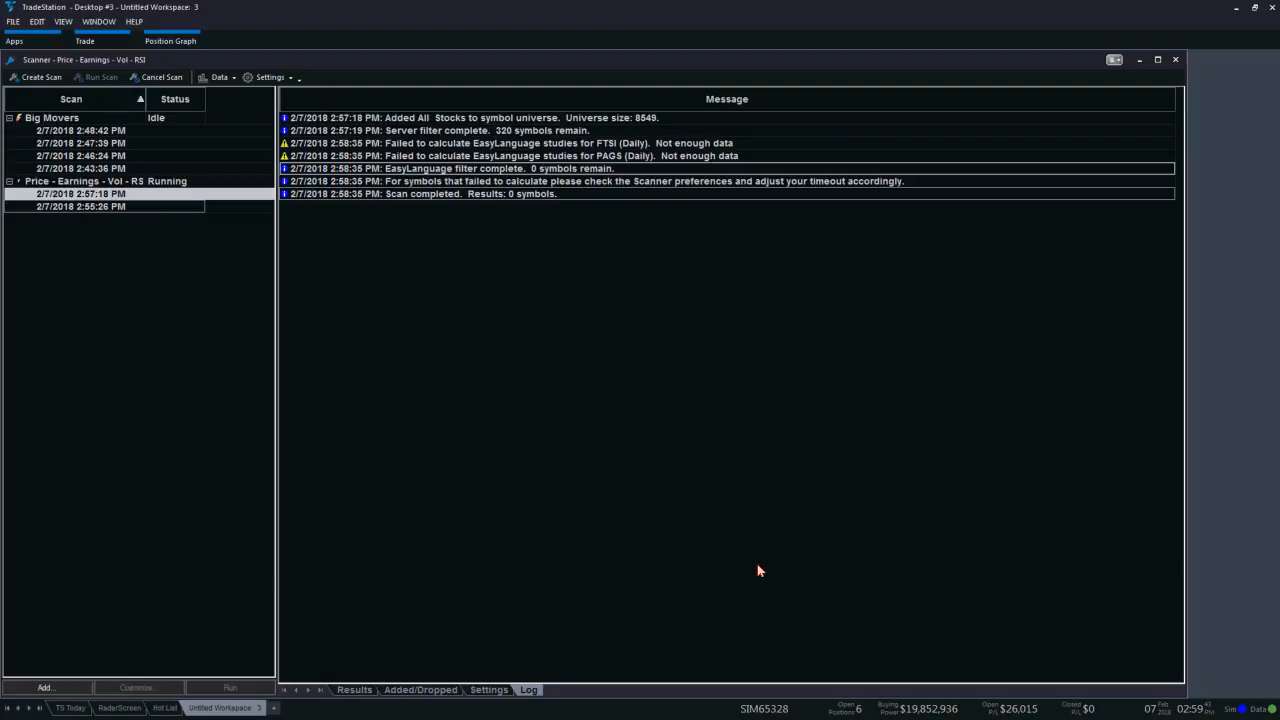 TradeStation - Desktop #3 - Untitled Workspace: 3
FILE EDIT VIEW WINDOW HELP
Apps Trade Position Graph
Scanner - Price - Earnings - Vol - RSI
Create Scan Run Scan Cancel Scan Data Settings
Scan Status Message
Big Movers Idle
2/7/2018 2:48:42 PM
2/7/2018 2:47:39 PM
2/7/2018 2:46:24 PM
2/7/2018 2:43:36 PM
Price - Earnings - Vol - RS Running
2/7/2018 2:57:18 PM
2/7/2018 2:55:26 PM
2/7/2018 2:57:18 PM: Added All Stocks to symbol universe. Universe size: 8549.
2/7/2018 2:57:19 PM: Server filter complete. 320 symbols remain.
2/7/2018 2:58:35 PM: Failed to calculate EasyLanguage studies for FTSI (Daily). Not enough data
2/7/2018 2:58:35 PM: Failed to calculate EasyLanguage studies for PAGS (Daily). Not enough data
2/7/2018 2:58:35 PM: EasyLanguage filter complete. 0 symbols remain.
2/7/2018 2:58:35 PM: For symbols that failed to calculate please check the Scanner preferences and adjust your timeout accordingly.
2/7/2018 2:58:35 PM: Scan completed. Results: 0 symbols.
Add... Customize... Run
Results Added/Dropped Settings Log
TS Today RadarScreen Hot List Untitled Workspace: 3
SIM65328 Open Positions 6 Buying Power $19,852,936 Open P/L $26,015 Closed P/L $0 07 Feb 2018 02:59 43 PM Sim Data